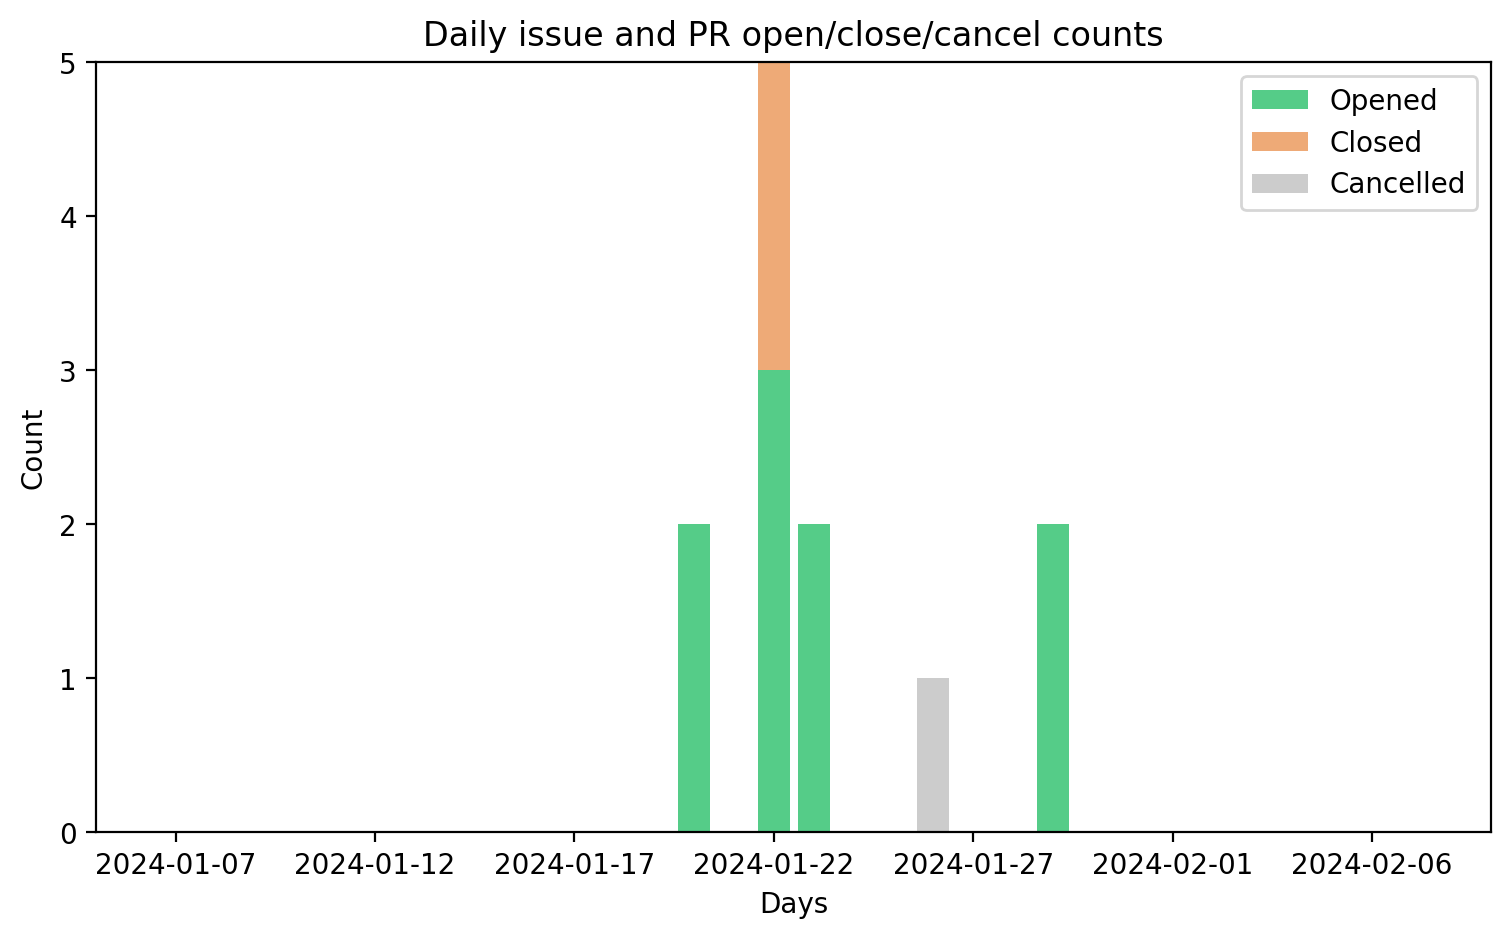 Daily issue and PR open/close/cancel counts
5
4
3
2
1
0
Count
Opened
Closed
Cancelled
2024-01-07
2024-01-12
2024-01-17
2024-01-22
2024-01-27
2024-02-01
2024-02-06
Days